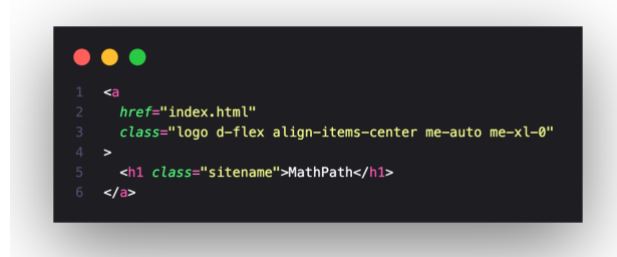 1 <a
2 href="index.html"
3 class="logo d-flex align-items-center me-auto me-xl-0"
4 >
5 <h1 class="sitename">MathPath</h1>
6 </a>